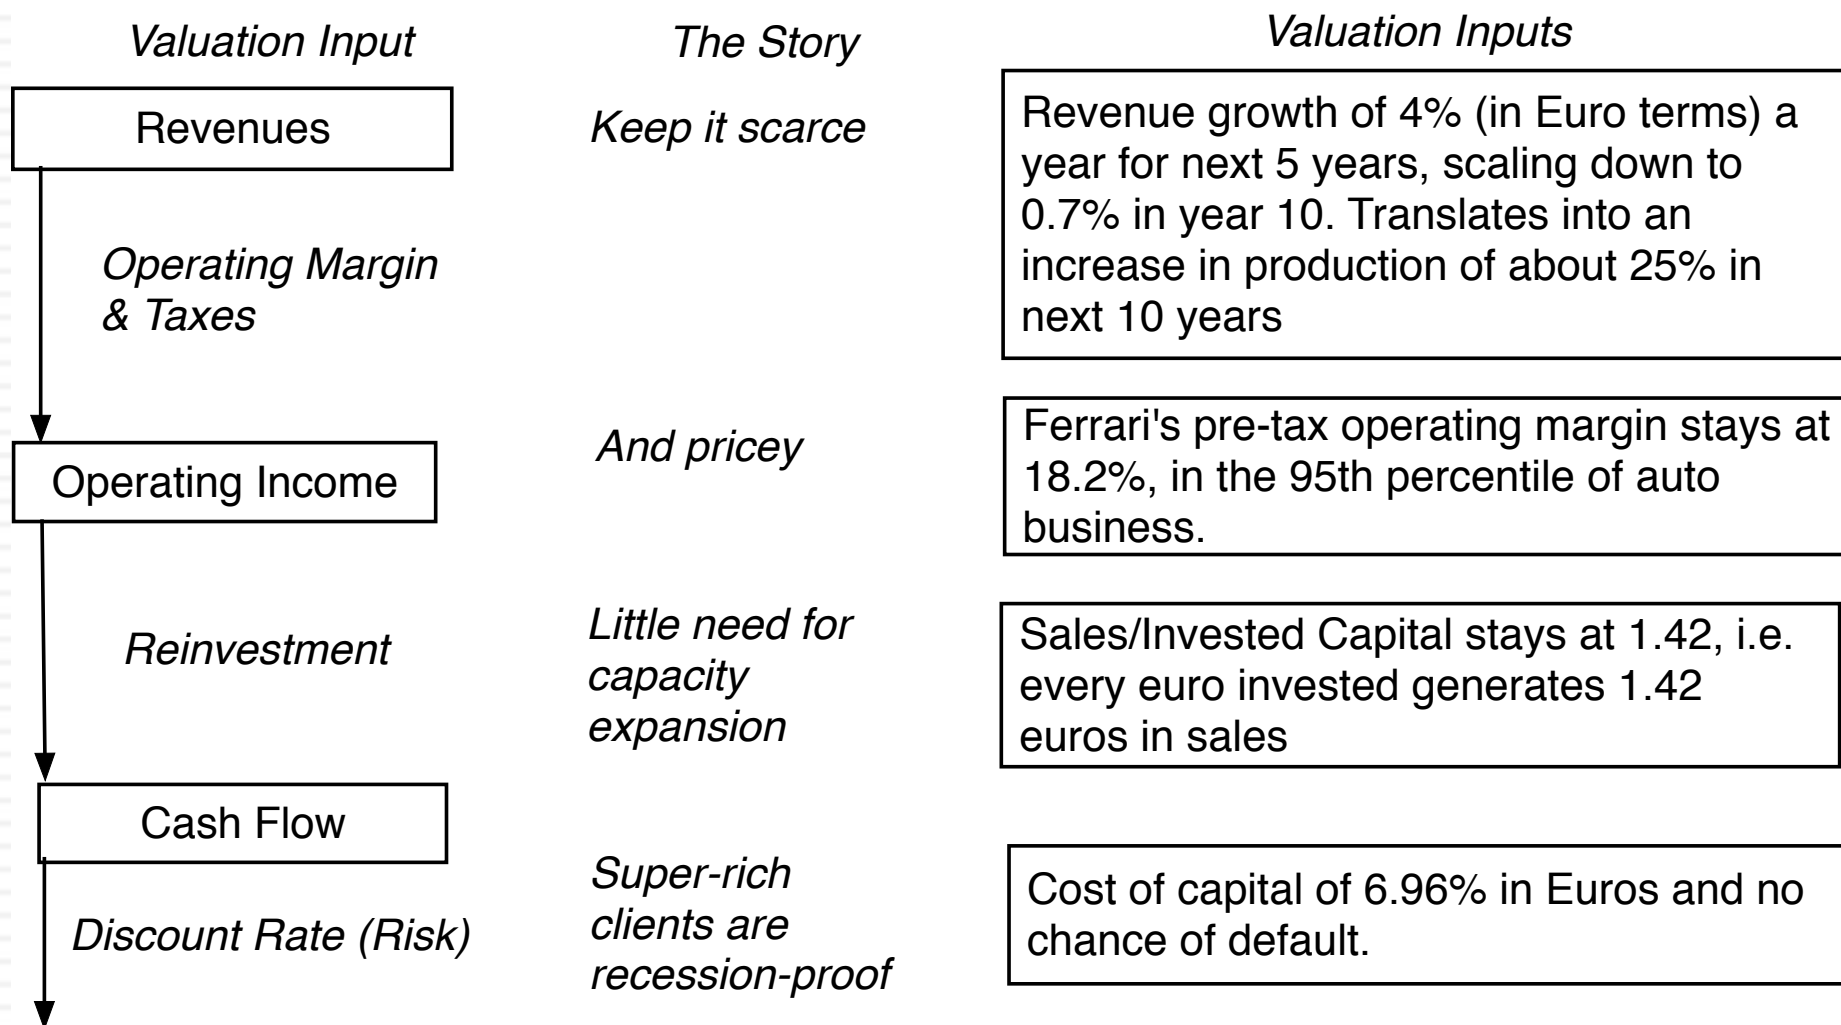 Valuation Input
The Story
Valuation Inputs
Revenues
Keep it scarce
Revenue growth of 4% (in Euro terms) a
year for next 5 years, scaling down to
0.7% in year 10. Translates into an
increase in production of about 25% in
next 10 years
Operating Margin
& Taxes
Operating Income
And pricey
Ferrari's pre-tax operating margin stays at
18.2%, in the 95th percentile of auto
business.
Reinvestment
Little need for
capacity
expansion
Sales/Invested Capital stays at 1.42, i.e.
every euro invested generates 1.42
euros in sales
Cash Flow
Discount Rate (Risk)
Super-rich
clients are
recession-proof
Cost of capital of 6.96% in Euros and no
chance of default.